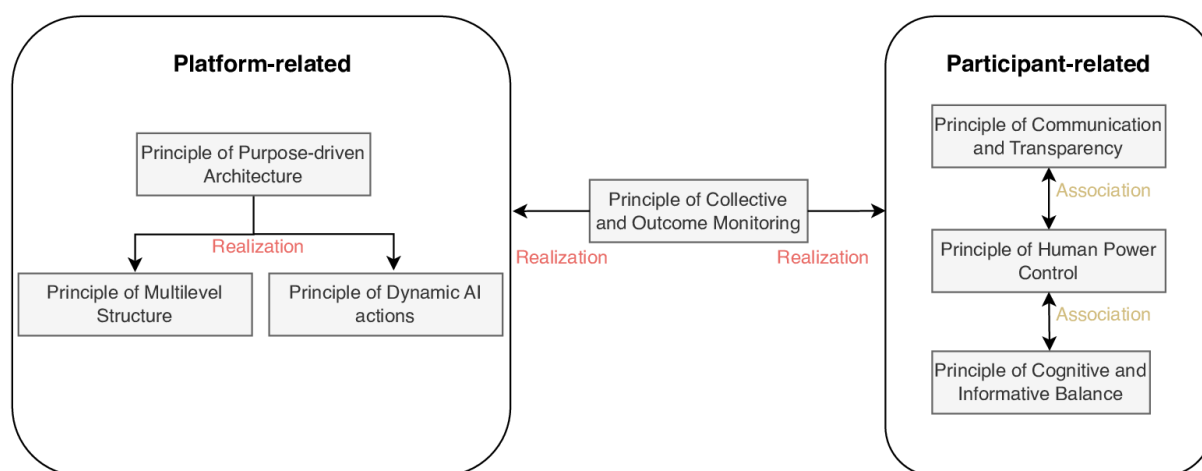 Platform-related
Principle of Purpose-driven
Architecture
Realization
Principle of Multilevel
Structure
Principle of Dynamic AI
actions
Principle of Collective
and Outcome Monitoring
Realization
Realization
Participant-related
Principle of Communication
and Transparency
Association
Principle of Human Power
Control
Association
Principle of Cognitive and
Informative Balance